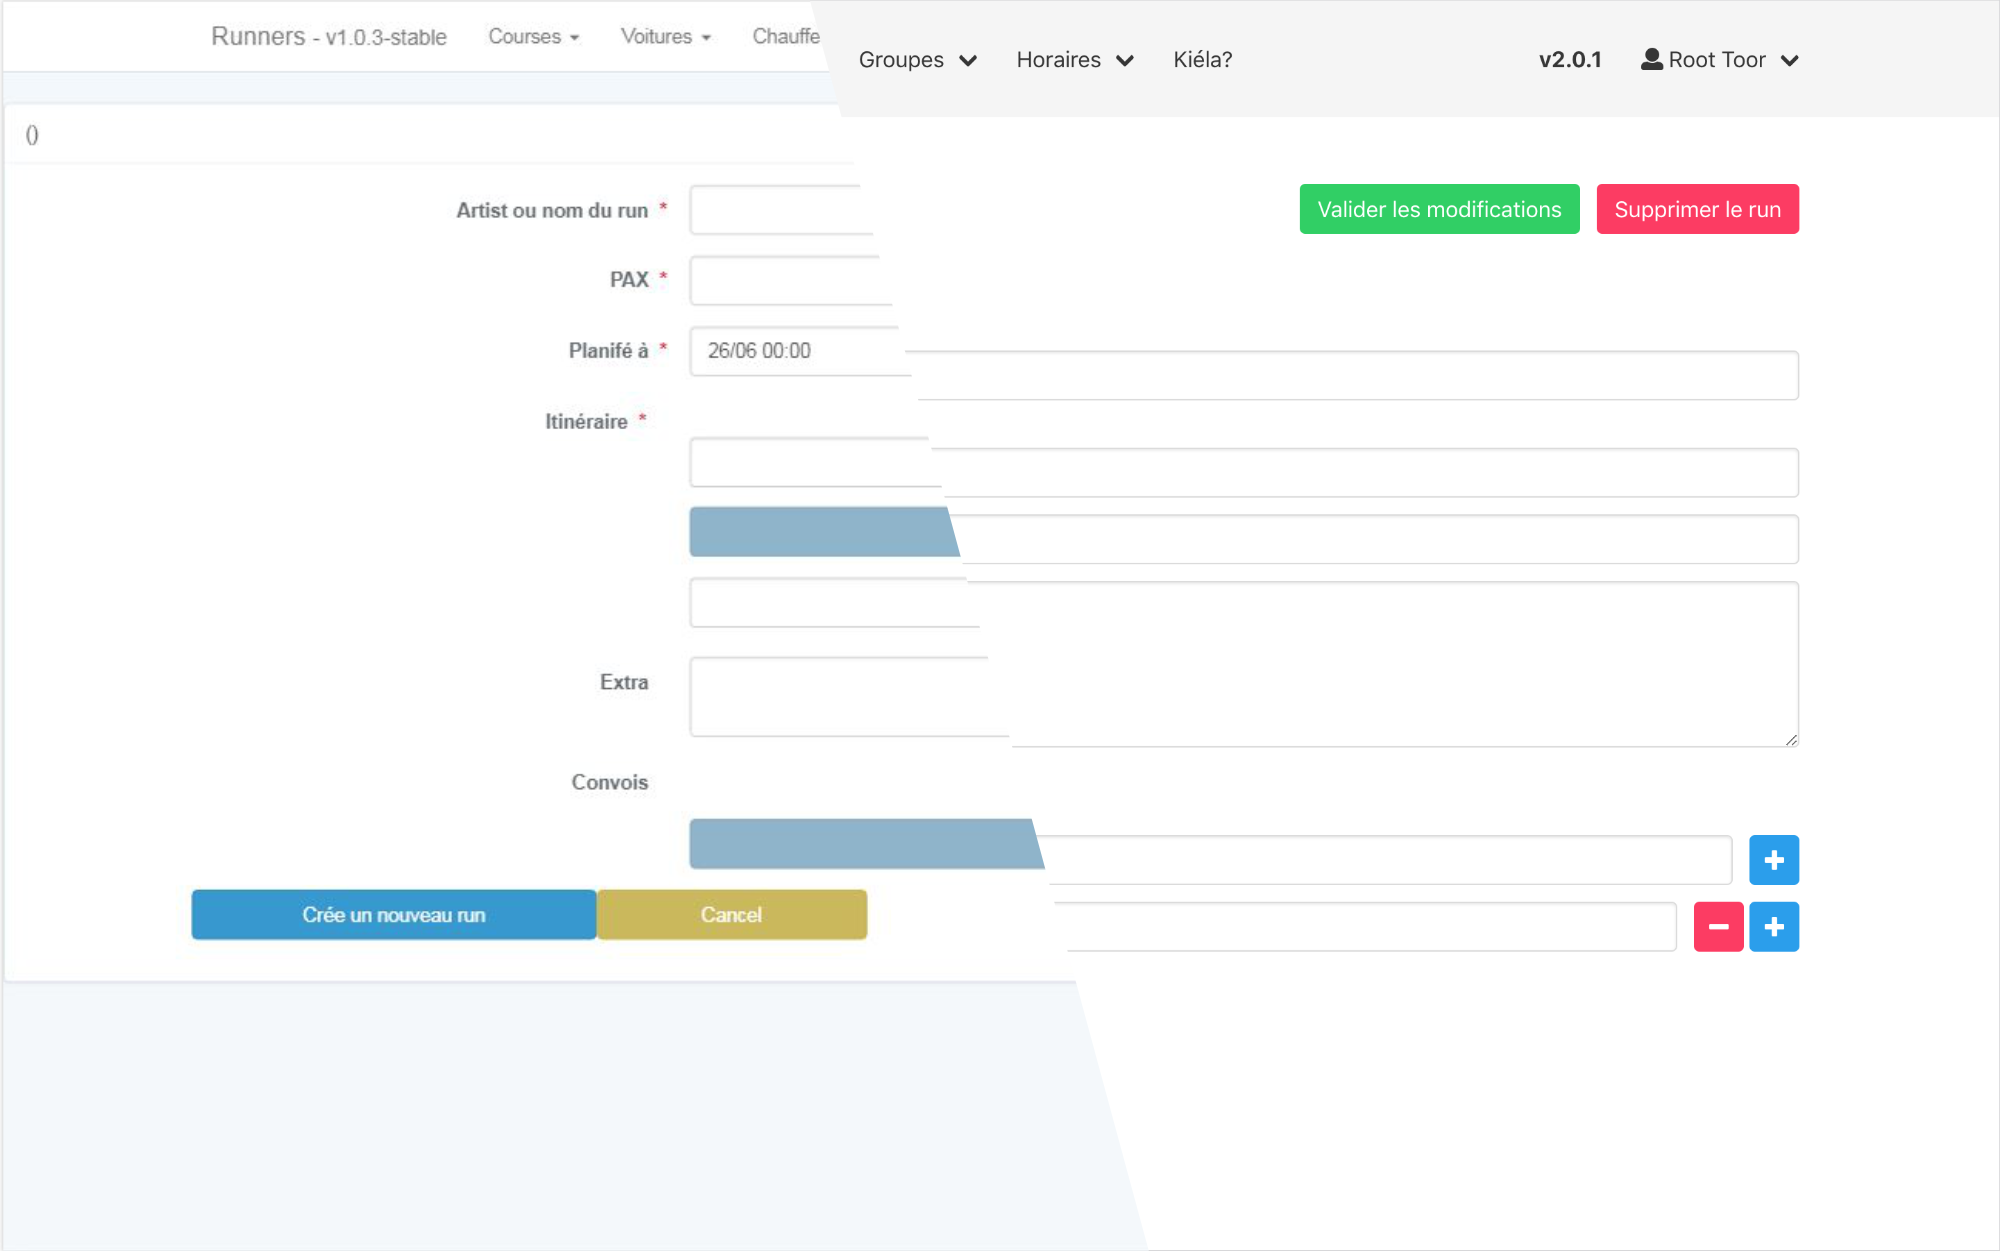 Runners - v1.0.3-stable Courses Voitures Chauffe
Groupes Horaires Kiéla? v2.0.1 Root Toor
()
Artist ou nom du run *
Valider les modifications Supprimer le run
PAX *
Planifé à * 26/06 00:00
Itinéraire *
Extra
Convois
Crée un nouveau run Cancel